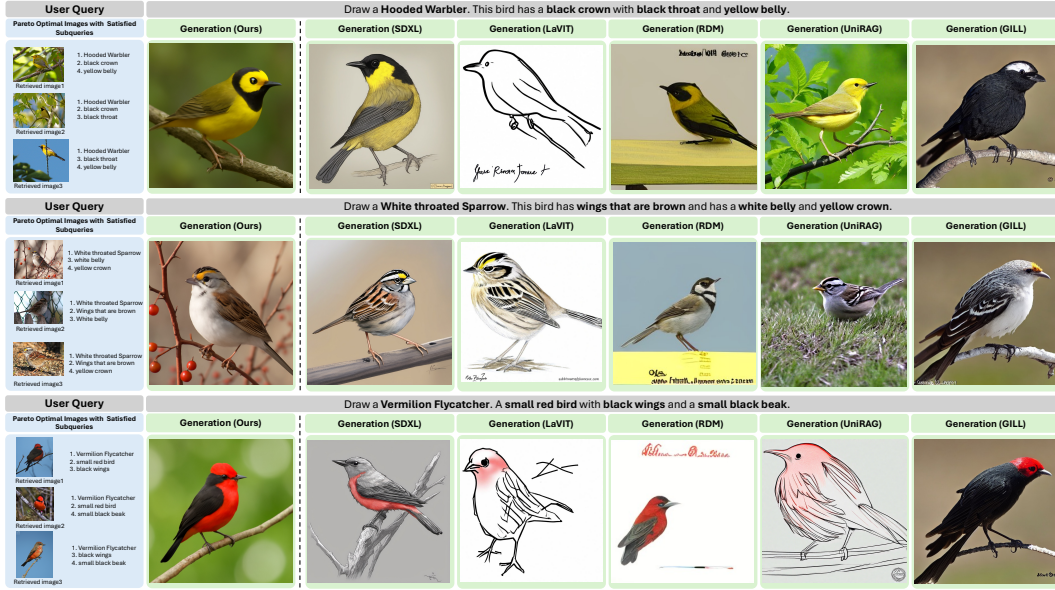 User Query
Draw a Hooded Warbler. This bird has a black crown with black throat and yellow belly.
Pareto Optimal Images with Satisfied
Subqueries
Generation (Ours)
Generation (SDXL)
Generation (LaVIT)
Generation (RDM)
Generation (UniRAG)
Generation (GILL)
1. Hooded Warbler
2. black crown
4. yellow belly
Retrieved image1
1. Hooded Warbler
2. black crown
3. black throat
Retrieved image2
1. Hooded Warbler
3. black throat
4. yellow belly
Retrieved image3
User Query
Draw a White throated Sparrow. This bird has wings that are brown and has a white belly and yellow crown.
Pareto Optimal Images with Satisfied
Subqueries
Generation (Ours)
Generation (SDXL)
Generation (LaVIT)
Generation (RDM)
Generation (UniRAG)
Generation (GILL)
1. White throated Sparrow
3. white belly
4. yellow crown
Retrieved image1
1. White throated Sparrow
2. Wings that are brown
3. White belly
Retrieved image2
1. White throated Sparrow
2. Wings that are brown
4. yellow crown
Retrieved image3
User Query
Draw a Vermilion Flycatcher. A small red bird with black wings and a small black beak.
Pareto Optimal Images with Satisfied
Subqueries
Generation (Ours)
Generation (SDXL)
Generation (LaVIT)
Generation (RDM)
Generation (UniRAG)
Generation (GILL)
1. Vermilion Flycatcher
2. small red bird
3. black wings
Retrieved image1
1. Vermilion Flycatcher
2. small red bird
4. small black beak
Retrieved image2
1. Vermilion Flycatcher
3. black wings
4. small black beak
Retrieved image3